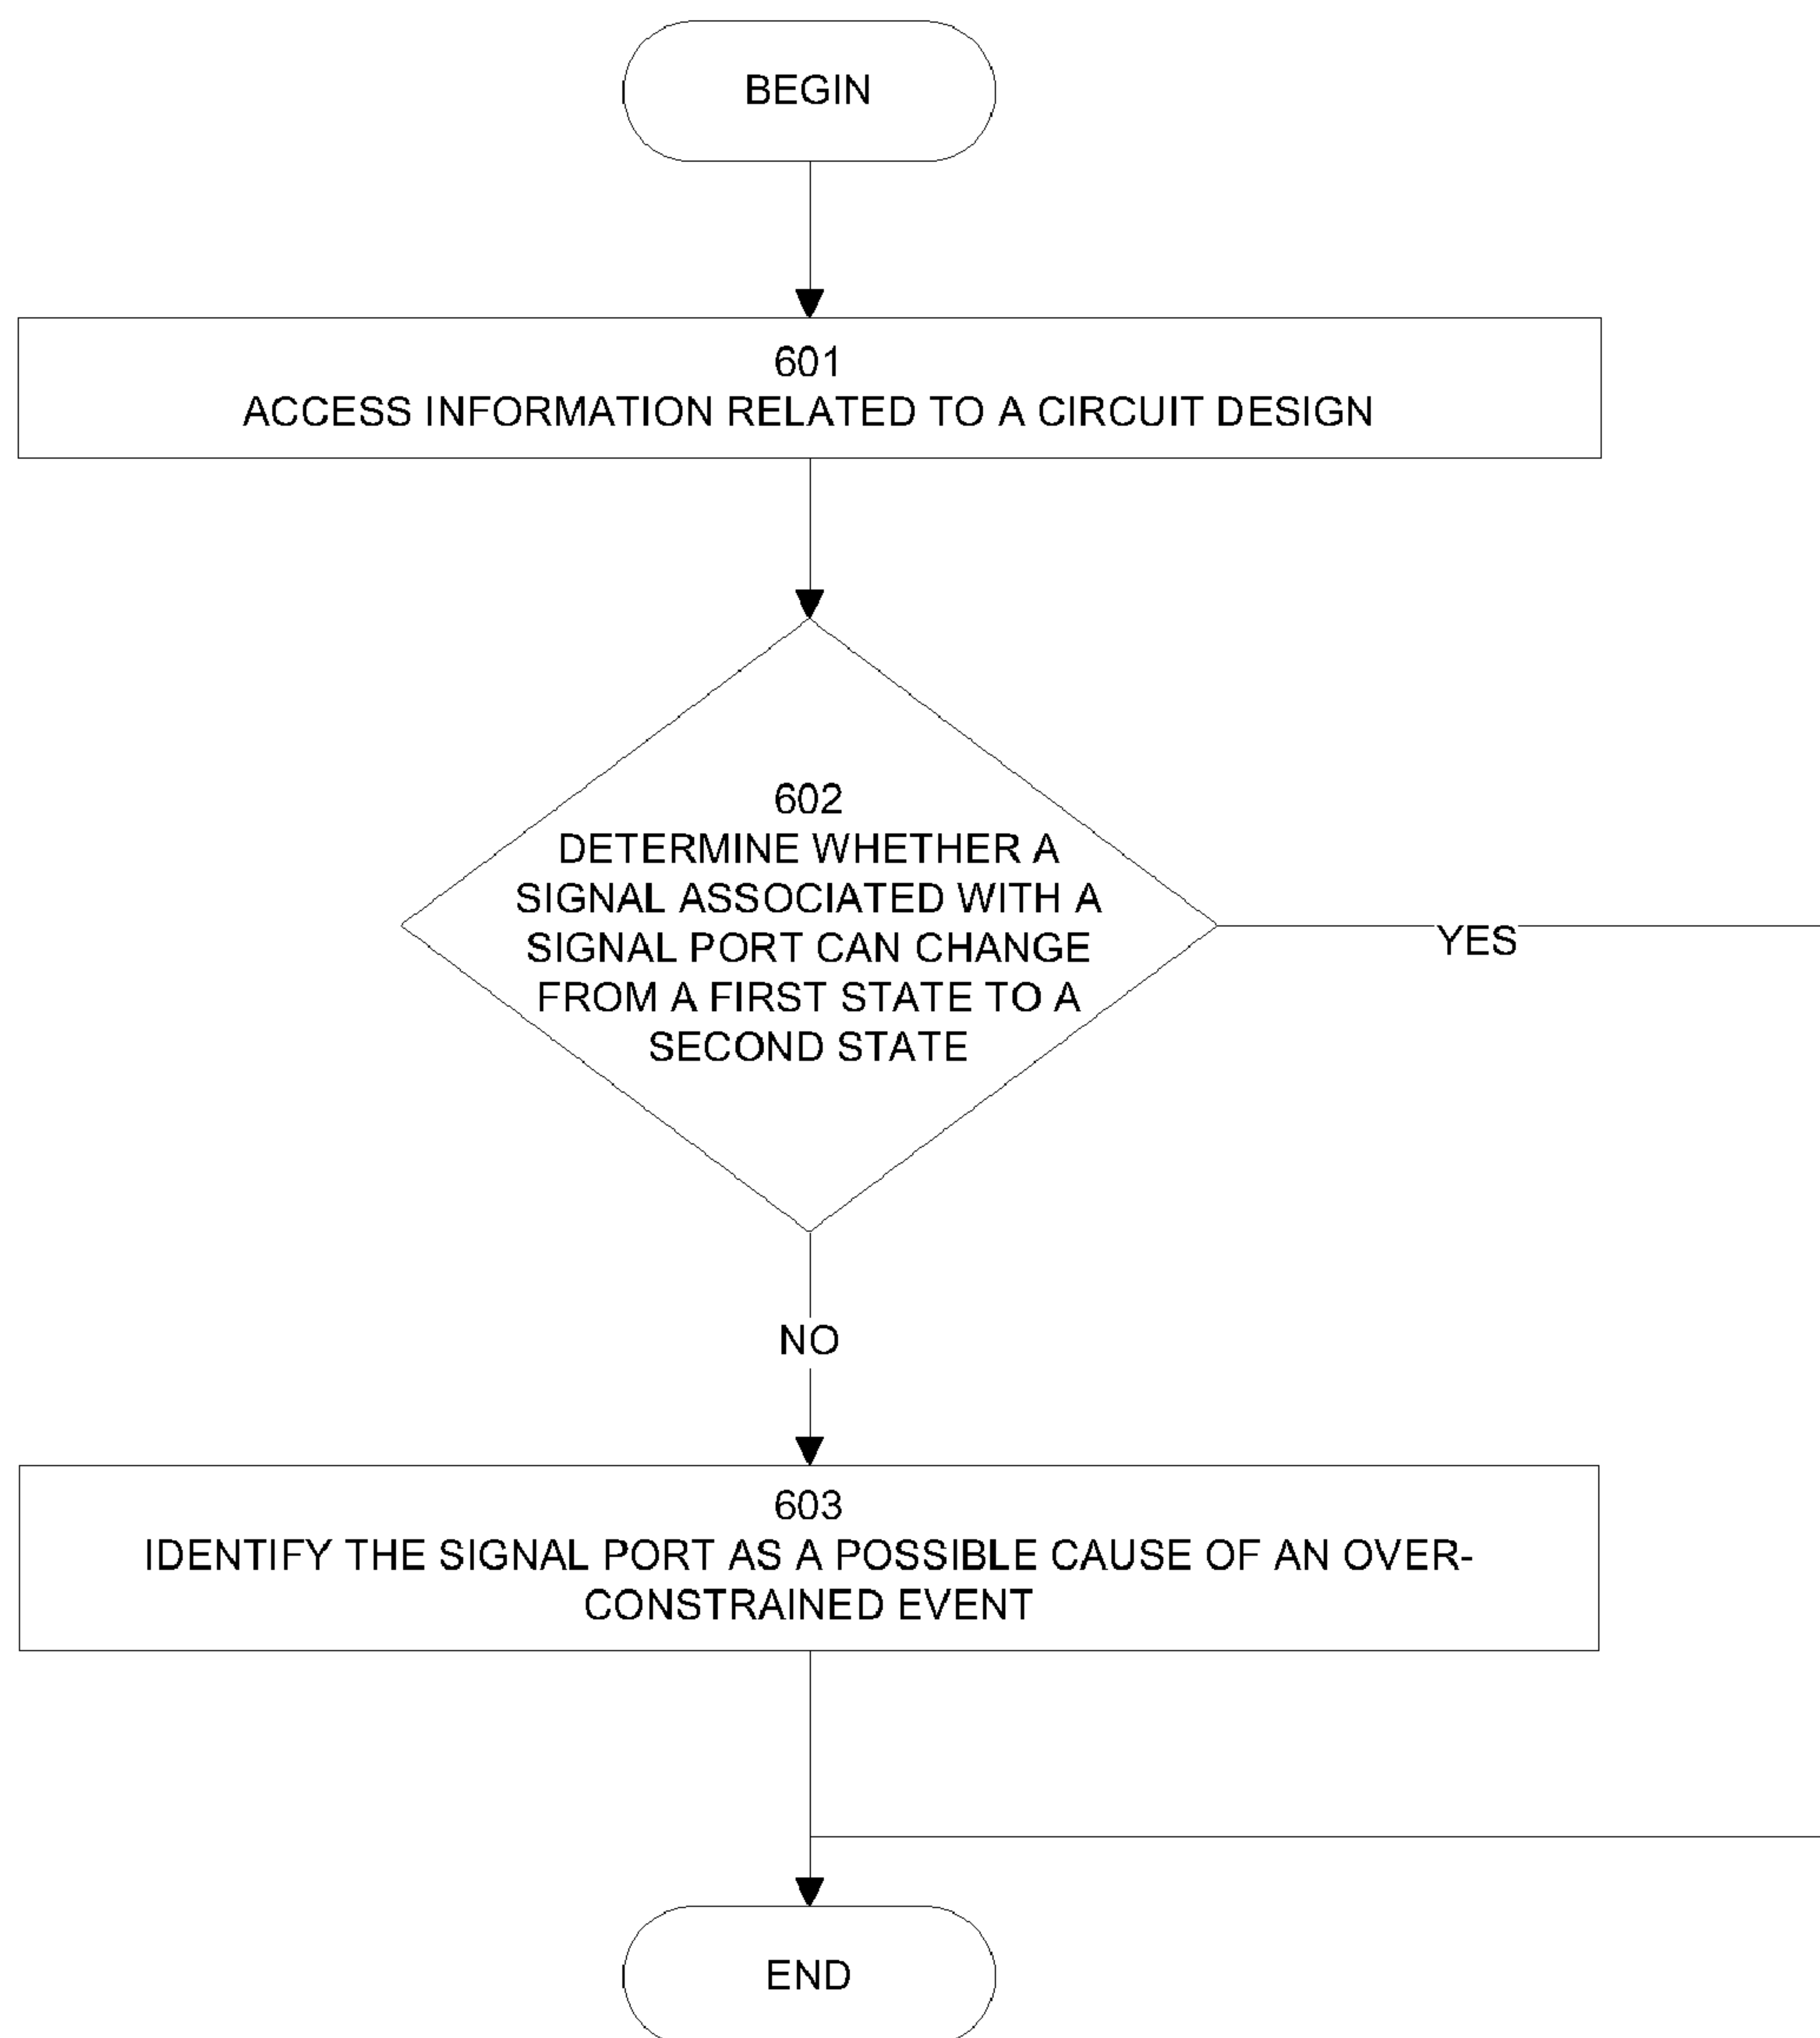 BEGIN
601
ACCESS INFORMATION RELATED TO A CIRCUIT DESIGN
602
DETERMINE WHETHER A
SIGNAL ASSOCIATED WITH A
SIGNAL PORT CAN CHANGE
FROM A FIRST STATE TO A
SECOND STATE
YES
NO
603
IDENTIFY THE SIGNAL PORT AS A POSSIBLE CAUSE OF AN OVER-
CONSTRAINED EVENT
END